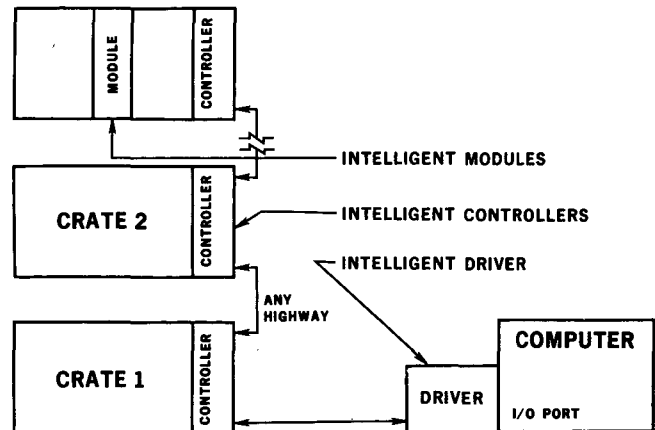 MODULE
CONTROLLER
INTELLIGENT MODULES
CRATE 2
CONTROLLER
INTELLIGENT CONTROLLERS
INTELLIGENT DRIVER
ANY
HIGHWAY
CRATE 1
CONTROLLER
DRIVER
COMPUTER
I/O PORT